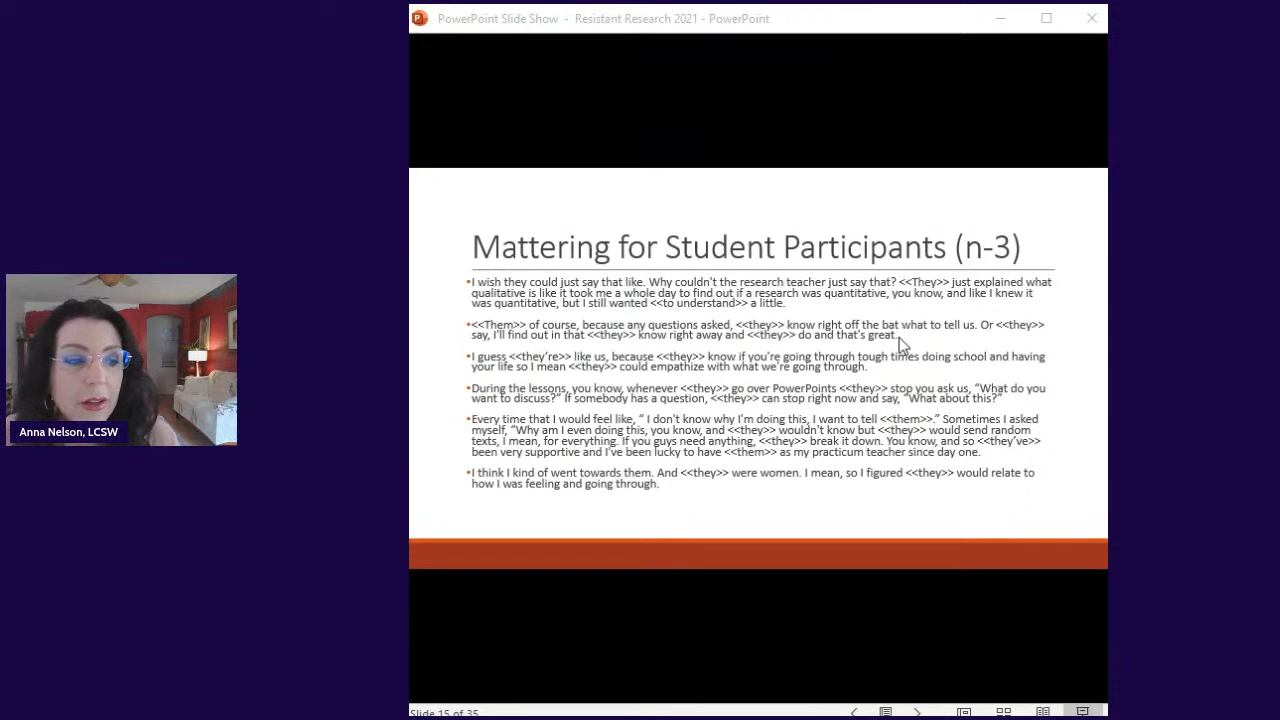 PowerPoint Slide Show - Resistant Research 2021 - PowerPoint
Mattering for Student Participants (n-3)
•I wish they could just say that like. Why couldn't the research teacher just say that? <<They>> just explained what
qualitative is like it took me a whole day to find out if a research was quantitative, you know, and like I knew it
was quantitative, but I still wanted <<to understand>> a little.
•<<Them>> of course, because any questions asked, <<they>> know right off the bat what to tell us. Or <<they>>
say, I'll find out in that <<they>> know right away and <<they>> do and that's great.
•I guess <<they're>> like us, because <<they>> know if you're going through tough times doing school and having
your life so I mean <<they>> could empathize with what we're going through.
•During the lessons, you know, whenever <<they>> go over PowerPoints <<they>> stop you ask us, “What do you
want to discuss?” If somebody has a question, <<they>> can stop right now and say, “What about this?”
•Every time that I would feel like, “ I don't know why I'm doing this, I want to tell <<them>>.” Sometimes I asked
myself, “Why am I even doing this, you know, and <<they>> wouldn't know but <<they>> would send random
texts, I mean, for everything. If you guys need anything, <<they>> break it down. You know, and so <<they’ve>>
been very supportive and I’ve been lucky to have <<them>> as my practicum teacher since day one.
•I think I kind of went towards them. And <<they>> were women. I mean, so I figured <<they>> would relate to
how I was feeling and going through.
Anna Nelson, LCSW
Slide 15 of 35